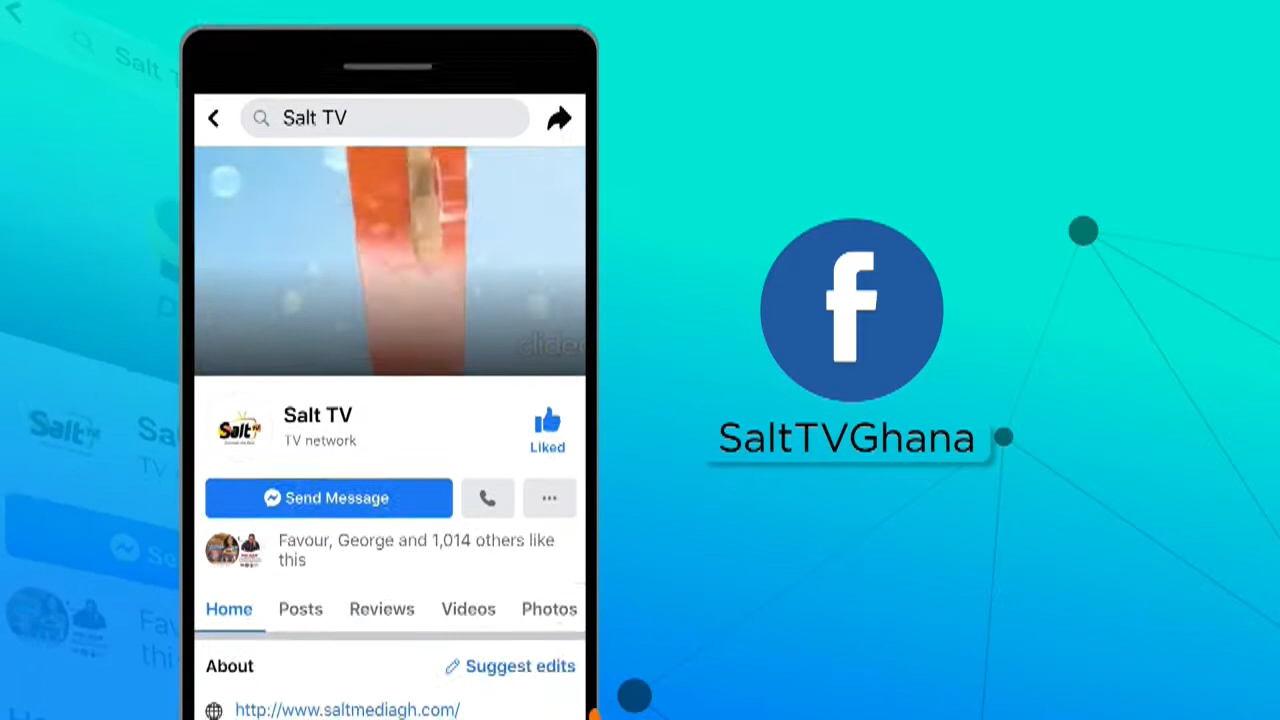 Salt TV
Salt
Salt TV
TV network
Liked
Send Message
Favour, George and 1,014 others like
this
Home Posts Reviews Videos Photos
About
Suggest edits
http://www.saltmediagh.com/
f
SaltTVGhana